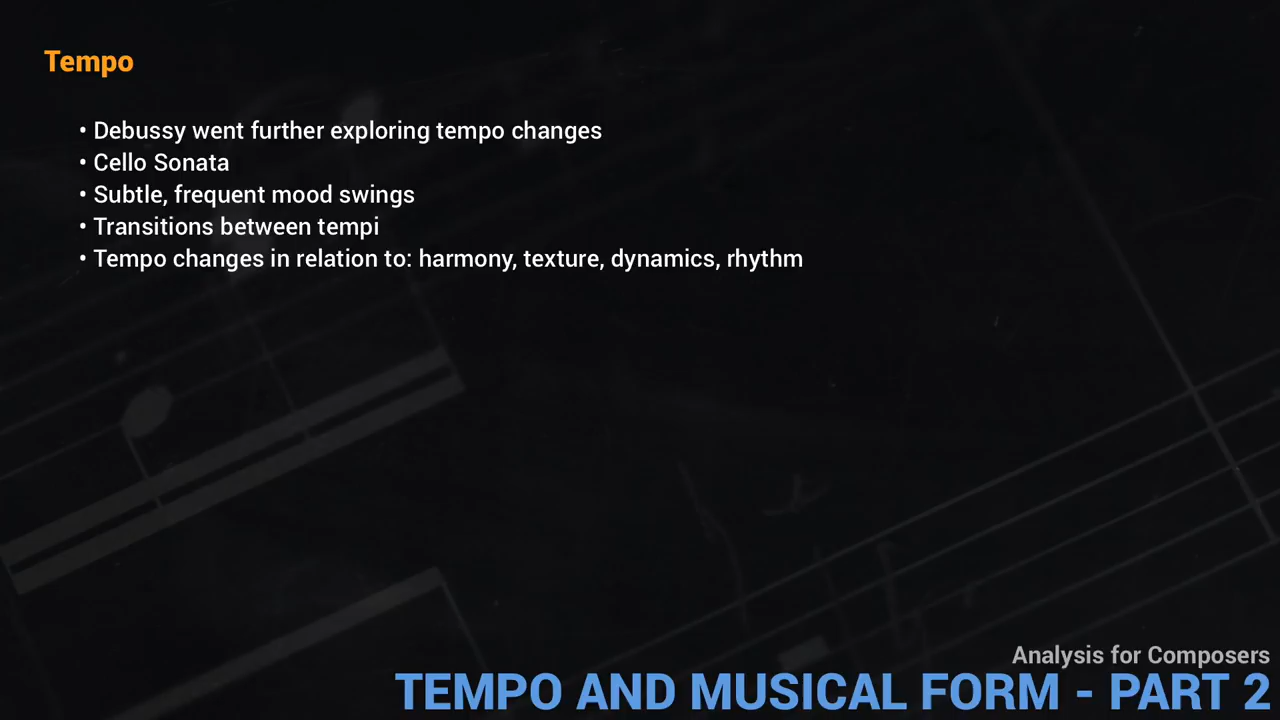 Tempo
• Debussy went further exploring tempo changes
• Cello Sonata
• Subtle, frequent mood swings
• Transitions between tempi
• Tempo changes in relation to: harmony, texture, dynamics, rhythm
Analysis for Composers
TEMPO AND MUSICAL FORM - PART 2